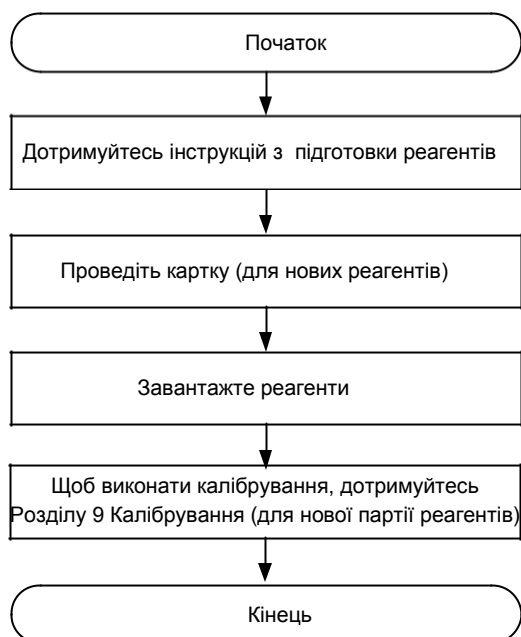 Початок
Дотримуйтесь інструкцій з підготовки реагентів
Проведіть картку (для нових реагентів)
Завантажте реагенти
Щоб виконати калібрування, дотримуйтесь
Розділу 9 Калібрування (для нової партії реагентів)
Кінець